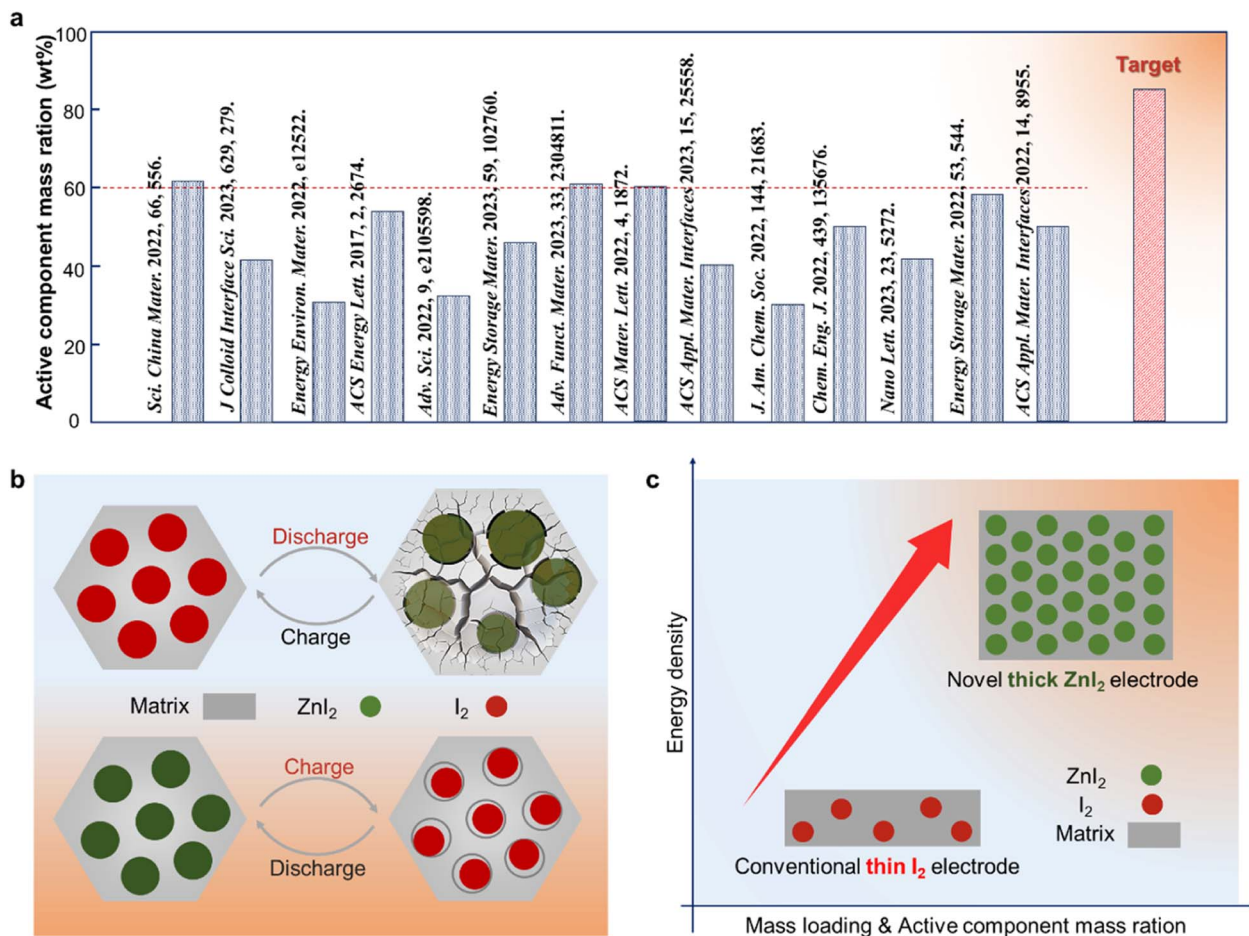 a
Active component mass ration (wt%)
100
80
60
40
20
0
Sci. China Mater. 2022, 66, 556.
J Colloid Interface Sci. 2023, 629, 279.
Energy Environ. Mater. 2022, e12522.
ACS Energy Lett. 2017, 2, 2674.
Adv. Sci. 2022, 9, e2105598.
Energy Storage Mater. 2023, 59, 102760.
Adv. Funct. Mater. 2023, 33, 2304811.
ACS Mater. Lett. 2022, 4, 1872.
ACS Appl. Mater. Interfaces 2023, 15, 25558.
J. Am. Chem. Soc. 2022, 144, 21683.
Chem. Eng. J. 2022, 439, 135676.
Nano Lett. 2023, 23, 5272.
Energy Storage Mater. 2022, 53, 544.
ACS Appl. Mater. Interfaces 2022, 14, 8955.
Target
b
Discharge
Charge
Matrix
ZnI₂
I₂
Charge
Discharge
c
Energy density
Novel thick ZnI₂ electrode
ZnI₂
I₂
Matrix
Conventional thin I₂ electrode
Mass loading & Active component mass ration